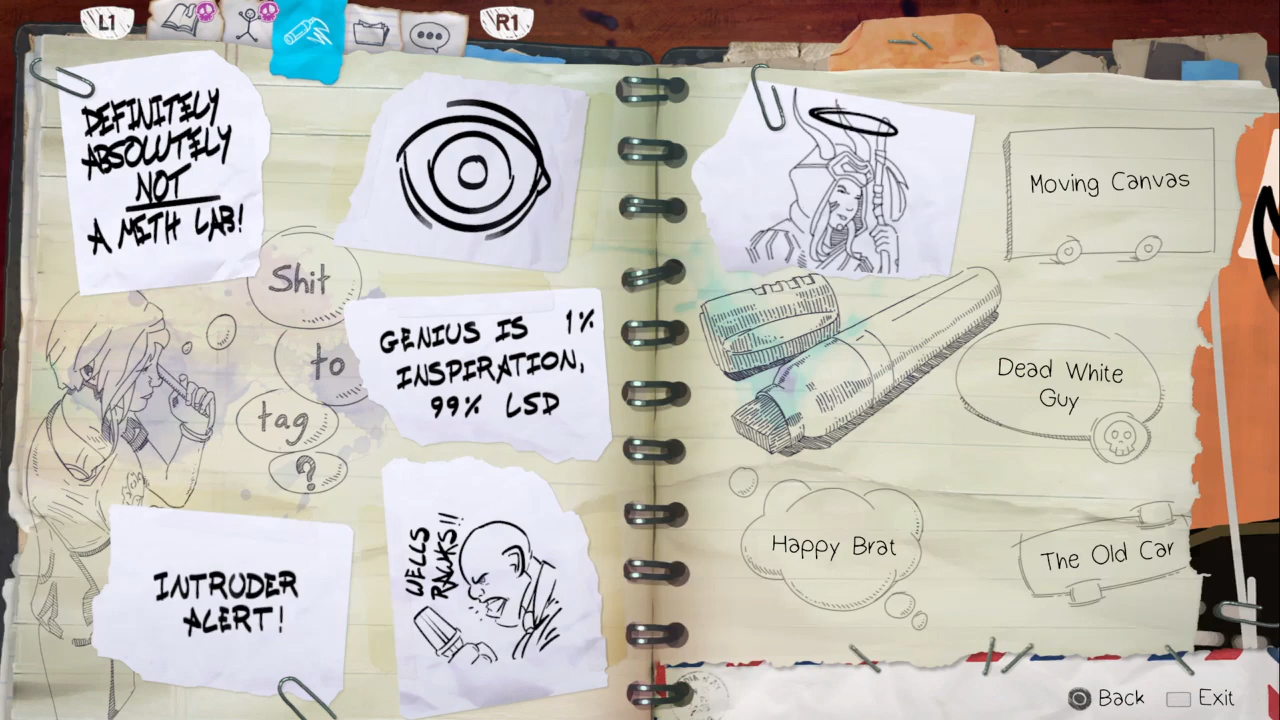 L1
R1
DEFINITELY
ABSOLUTELY
NOT
A METH LAB!
Shit
to
tag
?
GENIUS IS 1%
INSPIRATION,
99% LSD
INTRUDER
ALERT!
WELLS
RACKS!!
Moving Canvas
Dead White
Guy
Happy Brat
The Old Car
Back
Exit